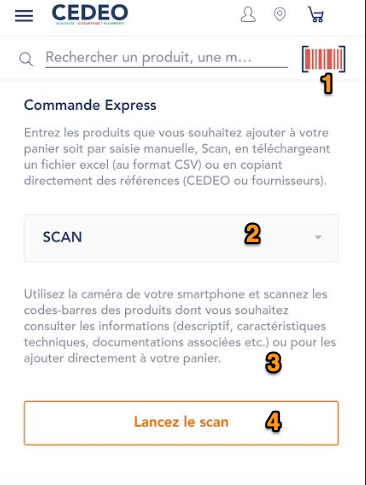 CEDEO
Rechercher un produit, une m...
1
Commande Express
Entrez les produits que vous souhaitez ajouter à votre
panier soit par saisie manuelle, Scan, en téléchargeant
un fichier excel (au format CSV) ou en copiant
directement des références (CEDEO ou fournisseurs).
SCAN 2
Utilisez la caméra de votre smartphone et scannez les
codes-barres des produits dont vous souhaitez
consulter les informations (descriptif, caractéristiques
techniques, documentations associées etc.) ou pour les
ajouter directement à votre panier. 3
Lancez le scan 4